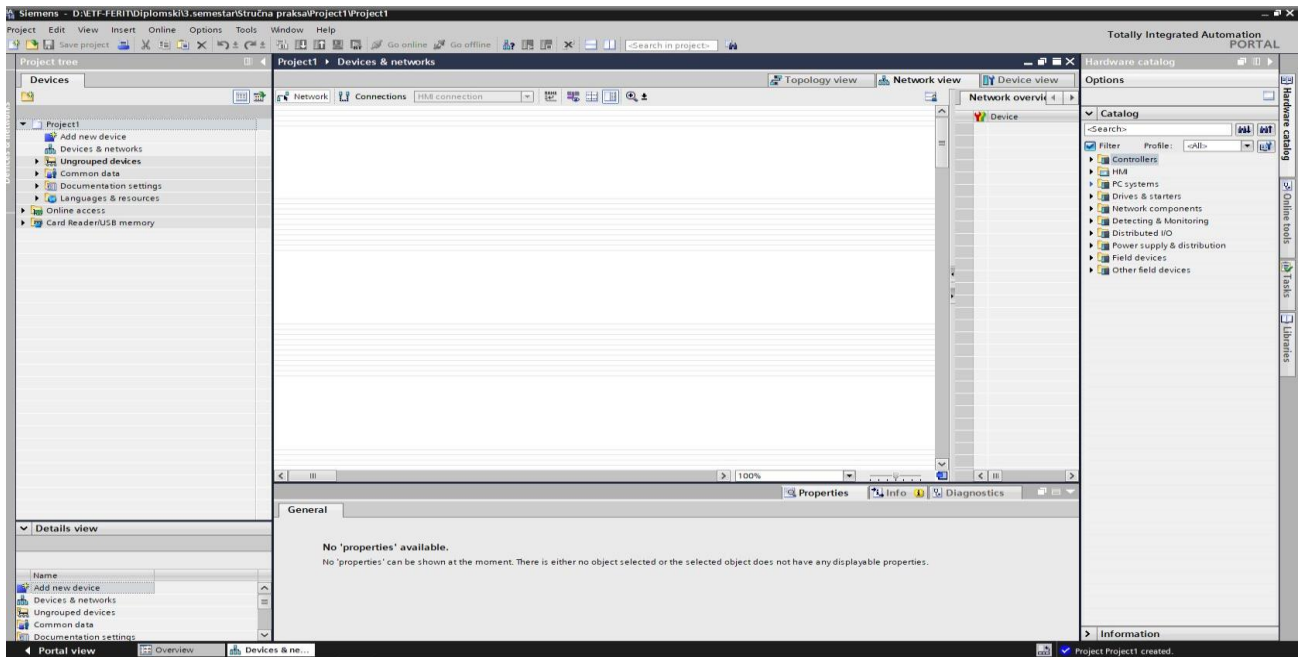 Siemens - D:\ETF-FERIT\Diplomski\3.semestar\Stručna praksa\Project1\Project1
Project Edit View Insert Online Options Tools Window Help
Totally Integrated Automation
PORTAL
Save project
Go online
Go offline
<Search in project>
Project tree
Devices
Project1
Add new device
Devices & networks
Ungrouped devices
Common data
Documentation settings
Languages & resources
Online access
Card Reader/USB memory
Details view
Name
Add new device
Devices & networks
Ungrouped devices
Common data
Documentation settings
Project1 Devices & networks
Topology view
Network view
Device view
Network
Connections
HMI connection
Network overvi
Device
100%
Properties
Info
Diagnostics
General
No 'properties' available.
No 'properties' can be shown at the moment. There is either no object selected or the selected object does not have any displayable properties.
Hardware catalog
Options
Catalog
<Search>
Filter
Profile:
<All>
Controllers
HMI
PC systems
Drives & starters
Network components
Detecting & Monitoring
Distributed I/O
Power supply & distribution
Field devices
Other field devices
Information
Hardware catalog
Online tools
Tasks
Libraries
Portal view
Overview
Devices & ne...
Project Project1 created.